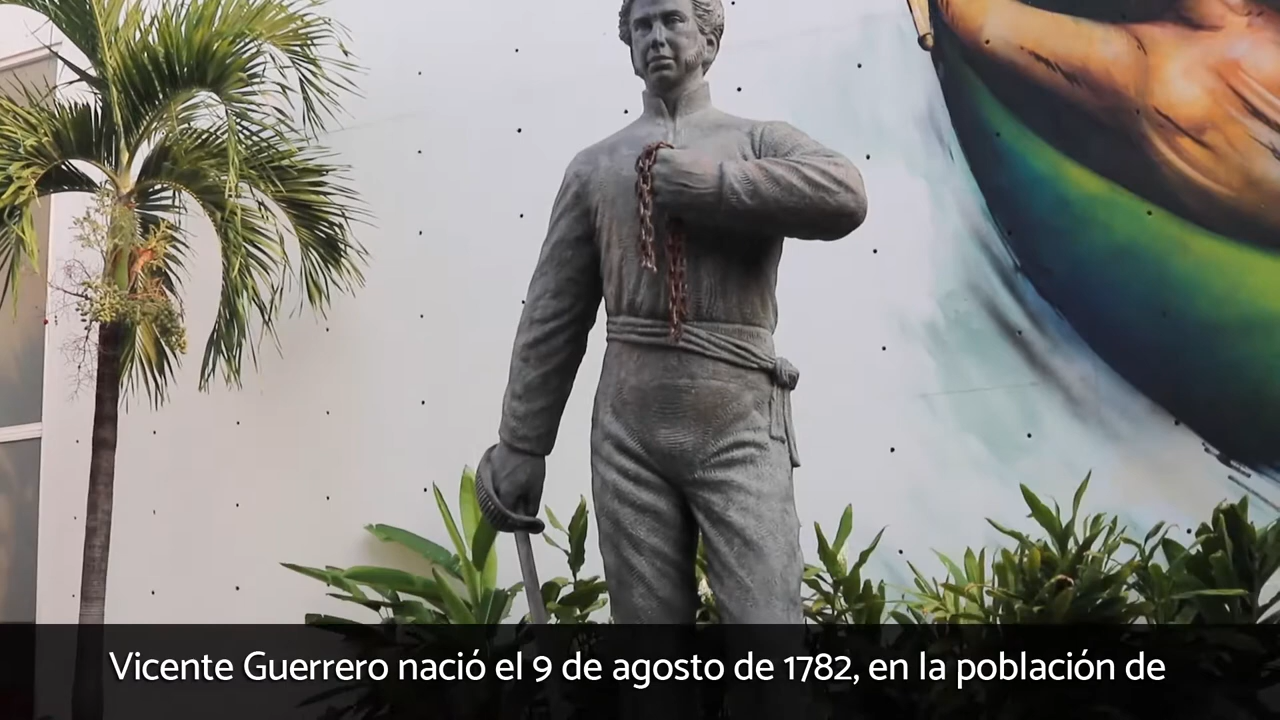 Vicente Guerrero nació el 9 de agosto de 1782, en la población de